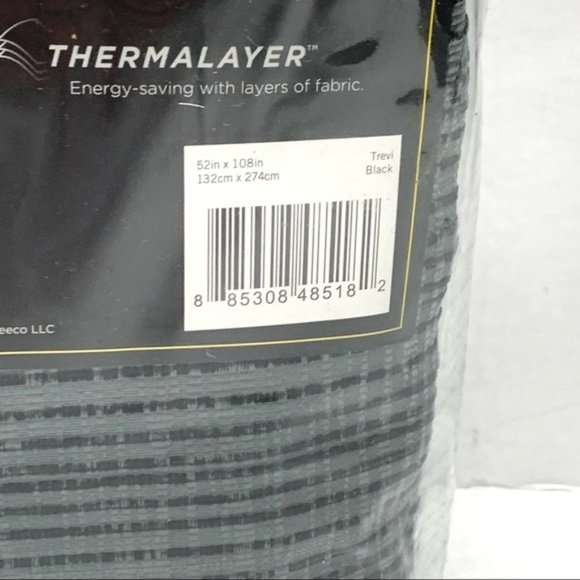 THERMALAYER™
Energy-saving with layers of fabric.
52in x 108in Trevi
132cm x 274cm Black
8 85308 48518 2
eeco LLC